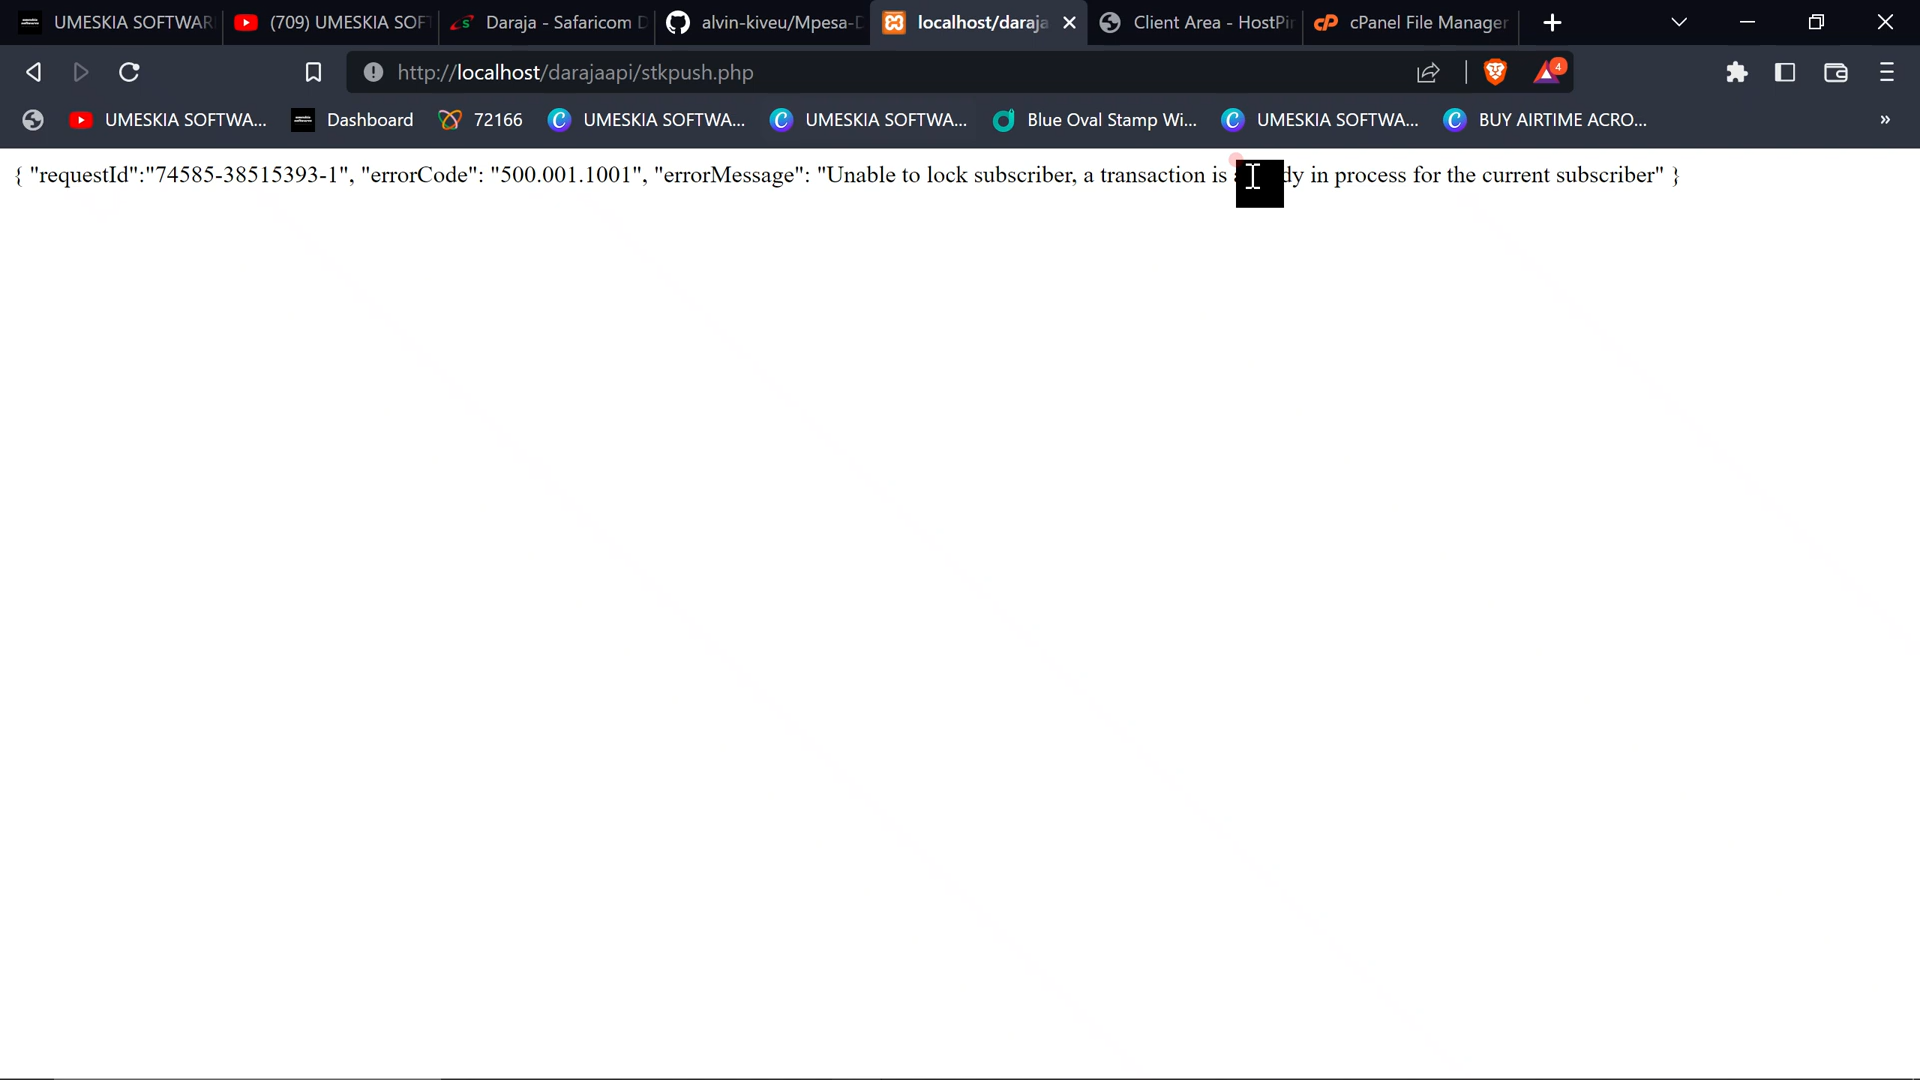 UMESKIA SOFTWAR
(709) UMESKIA SOF
Daraja - Safaricom D
alvin-kiveu/Mpesa-D
localhost/daraja
Client Area - HostPin
cPanel File Manager
http://localhost/darajaapi/stkpush.php
4
UMESKIA SOFTWA...
Dashboard
72166
UMESKIA SOFTWA...
UMESKIA SOFTWA...
Blue Oval Stamp Wi...
UMESKIA SOFTWA...
BUY AIRTIME ACRO...
»
{ "requestId":"74585-38515393-1", "errorCode": "500.001.1001", "errorMessage": "Unable to lock subscriber, a transaction is in process for the current subscriber" }